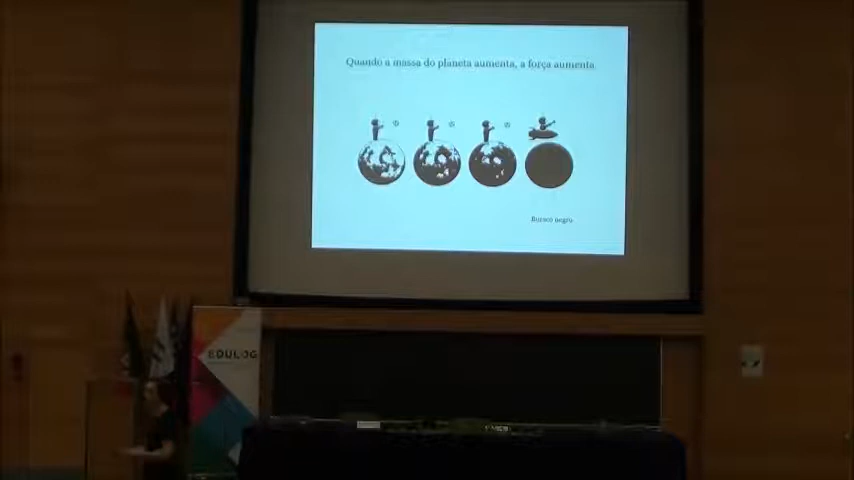 Quando a massa do planeta aumenta, a força aumenta.
Buraco negro
EDULOG